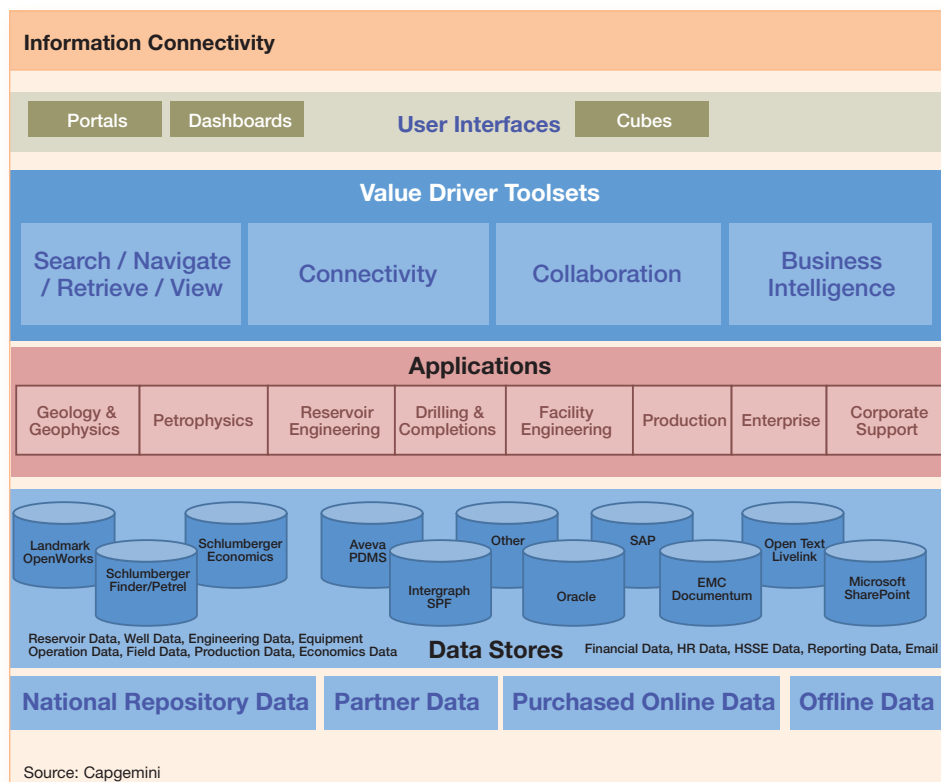 Information Connectivity
Portals
Dashboards
User Interfaces
Cubes
Value Driver Toolsets
Search / Navigate
/ Retrieve / View
Connectivity
Collaboration
Business
Intelligence
Applications
Geology &
Geophysics
Petrophysics
Reservoir
Engineering
Drilling &
Completions
Facility
Engineering
Production
Enterprise
Corporate
Support
Landmark
OpenWorks
Schlumberger
Finder/Petrel
Schlumberger
Economics
Aveva
PDMS
Intergraph
SPF
Other
Oracle
SAP
EMC
Documentum
Open Text
Livelink
Microsoft
SharePoint
Reservoir Data, Well Data, Engineering Data, Equipment
Operation Data, Field Data, Production Data, Economics Data
Data Stores
Financial Data, HR Data, HSSE Data, Reporting Data, Email
National Repository Data
Partner Data
Purchased Online Data
Offline Data
Source: Capgemini